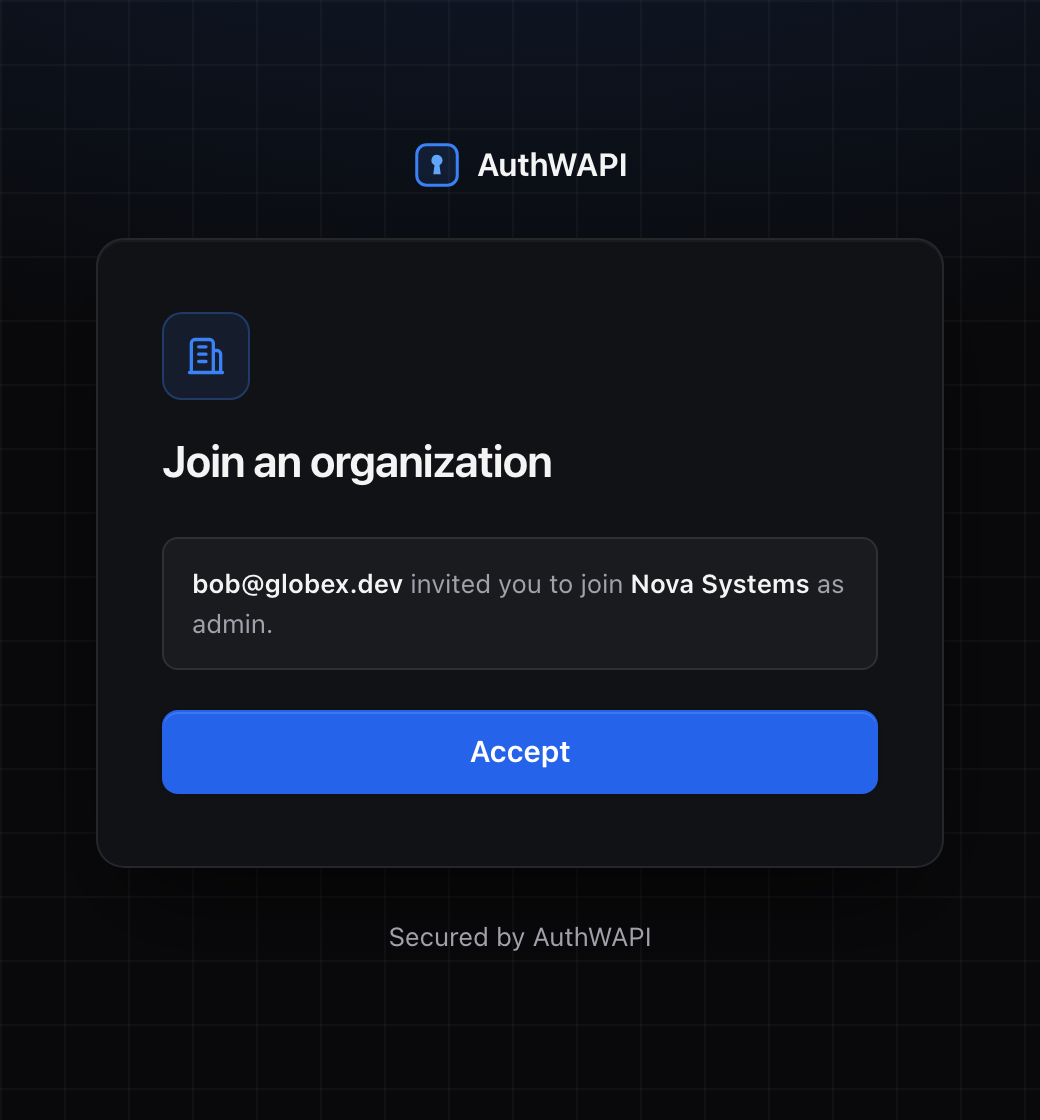 AuthWAPI
Join an organization
bob@globex.dev invited you to join Nova Systems as
admin.
Accept
Secured by AuthWAPI